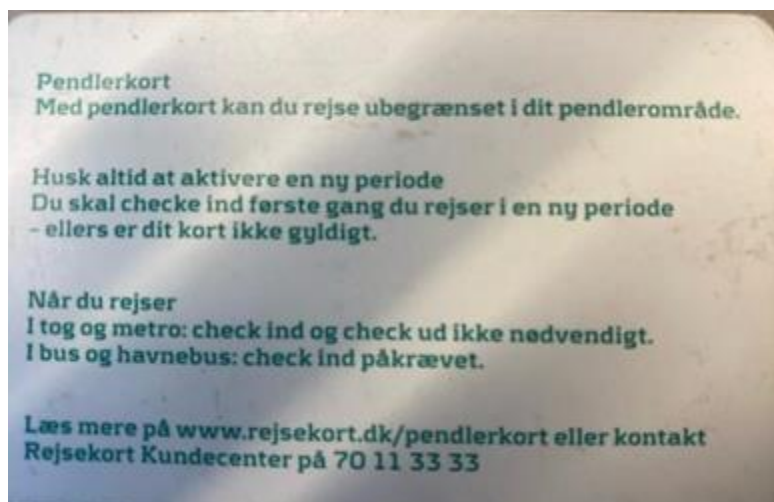 Pendlerkort
Med pendlerkort kan du rejse ubegrænset i dit pendlerområde.
Husk altid at aktivere en ny periode
Du skal checke ind første gang du rejser i en ny periode
- ellers er dit kort ikke gyldigt.
Når du rejser
I tog og metro: check ind og check ud ikke nødvendigt.
I bus og havnebus: check ind påkrævet.
Læs mere på www.rejsekort.dk/pendlerkort eller kontakt
Rejsekort Kundecenter på 70 11 33 33